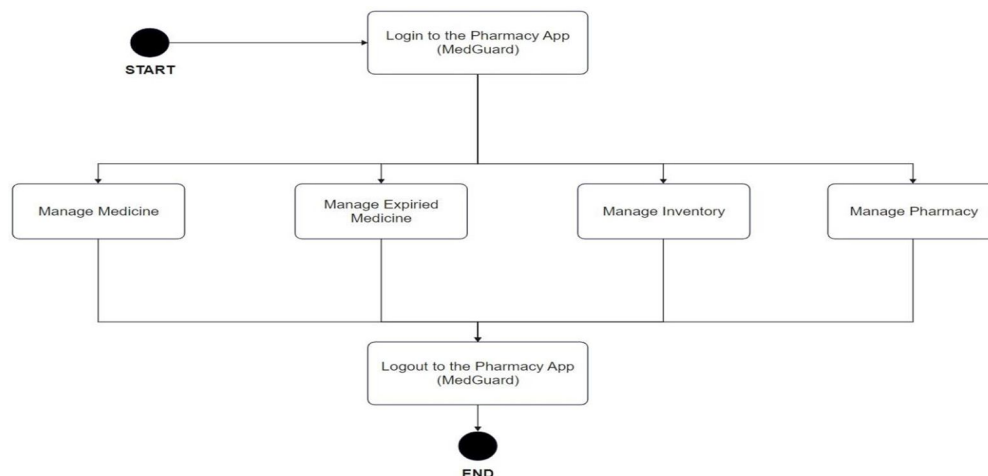 Login to the Pharmacy App
(MedGuard)
START
Manage Medicine
Manage Expiried
Medicine
Manage Inventory
Manage Pharmacy
Logout to the Pharmacy App
(MedGuard)
END